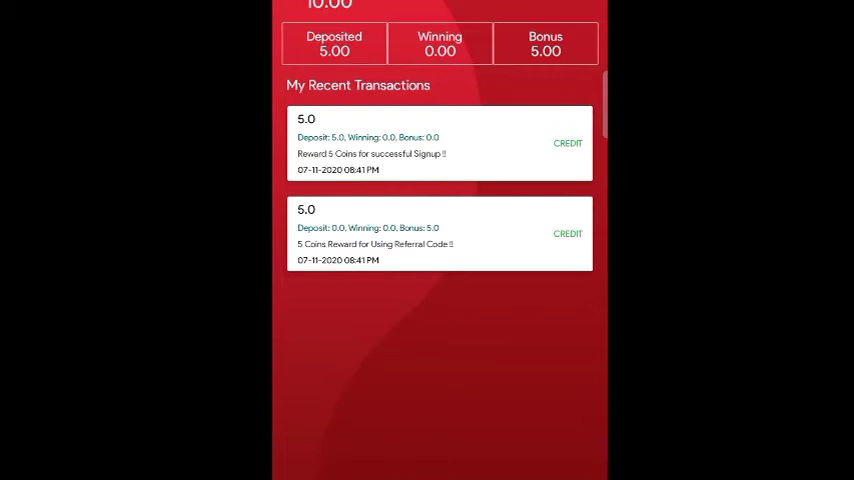 10.00
Deposited Winning Bonus
5.00 0.00 5.00
My Recent Transactions
5.0
Deposit: 5.0, Winning: 0.0, Bonus: 0.0
CREDIT
Reward 5 Coins for successful Signup !!
07-11-2020 08:41 PM
5.0
Deposit: 0.0, Winning: 0.0, Bonus: 5.0
CREDIT
5 Coins Reward for Using Referral Code !!
07-11-2020 08:41 PM